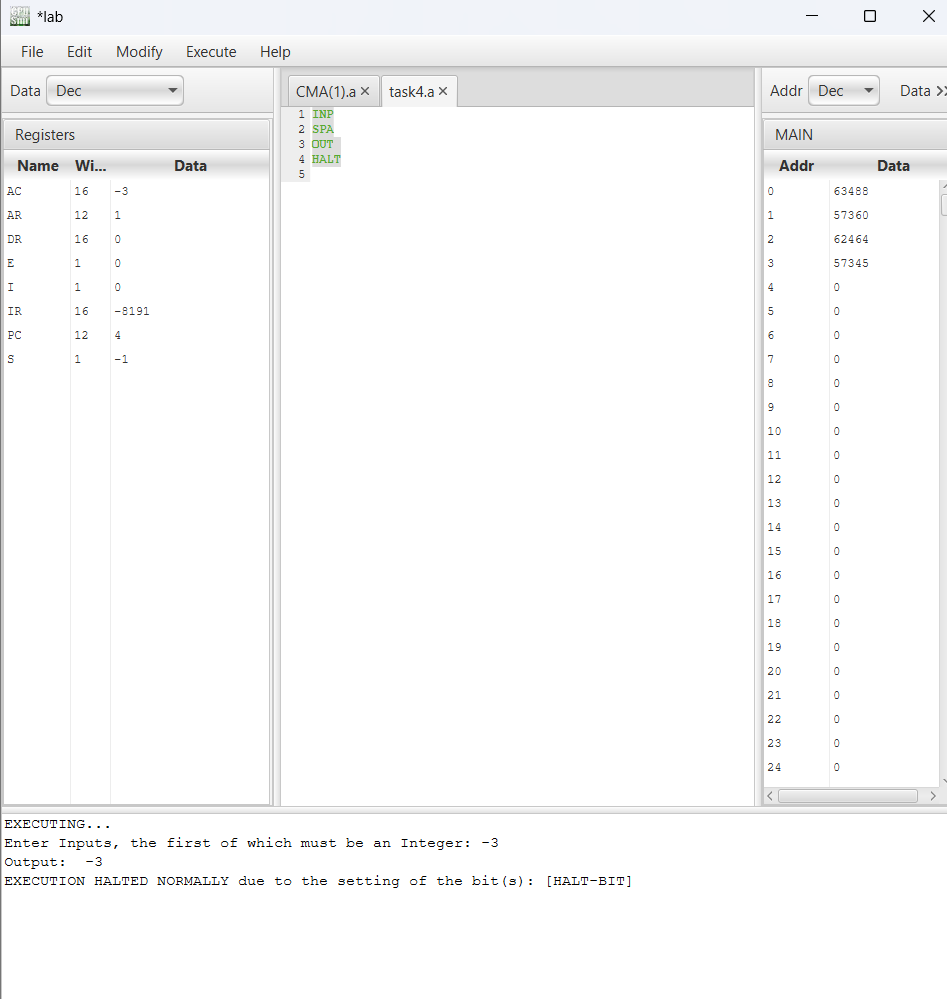 *lab
File Edit Modify Execute Help
Data Dec
Registers
Name Wi... Data
AC 16 -3
AR 12 1
DR 16 0
E 1 0
I 1 0
IR 16 -8191
PC 12 4
S 1 -1
CMA(1).a task4.a
1 INP
2 SPA
3 OUT
4 HALT
5
Addr Dec Data
MAIN
Addr Data
0 63488
1 57360
2 62464
3 57345
4 0
5 0
6 0
7 0
8 0
9 0
10 0
11 0
12 0
13 0
14 0
15 0
16 0
17 0
18 0
19 0
20 0
21 0
22 0
23 0
24 0
EXECUTING...
Enter Inputs, the first of which must be an Integer: -3
Output:  -3
EXECUTION HALTED NORMALLY due to the setting of the bit(s): [HALT-BIT]